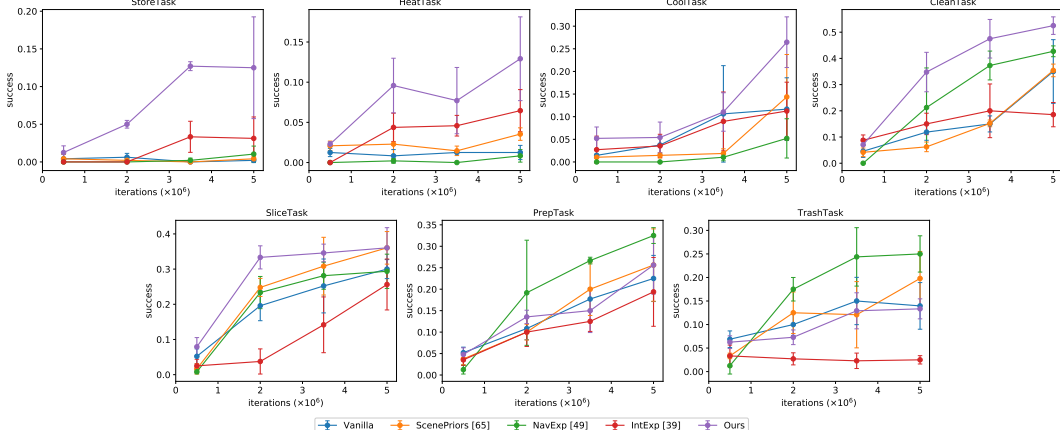 StoreTask
HeatTask
CoolTask
CleanTask
0.20
0.15
0.10
0.05
0.00
success
0 1 2 3 4 5
iterations (×10⁶)
0.15
0.10
0.05
0.00
success
0 1 2 3 4 5
iterations (×10⁶)
0.30
0.25
0.20
0.15
0.10
0.05
0.00
success
0 1 2 3 4 5
iterations (×10⁶)
0.5
0.4
0.3
0.2
0.1
0.0
success
0 1 2 3 4 5
iterations (×10⁶)
SliceTask
PrepTask
TrashTask
0.4
0.3
0.2
0.1
0.0
success
0 1 2 3 4 5
iterations (×10⁶)
0.35
0.30
0.25
0.20
0.15
0.10
0.05
0.00
success
0 1 2 3 4 5
iterations (×10⁶)
0.30
0.25
0.20
0.15
0.10
0.05
0.00
success
0 1 2 3 4 5
iterations (×10⁶)
Vanilla ScenePriors [65] NavExp [49] IntExp [39] Ours